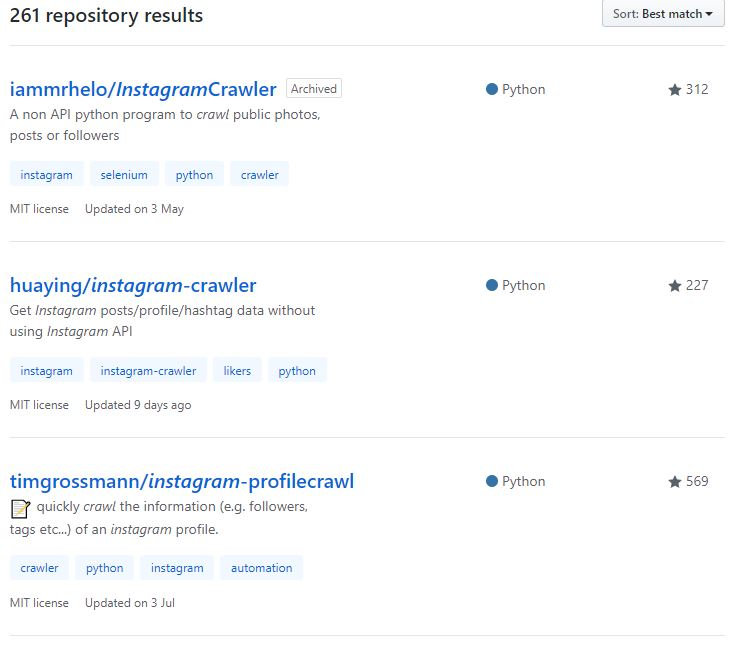 261 repository results
Sort: Best match
iammrhelo/InstagramCrawler Archived
Python
312
A non API python program to crawl public photos,
posts or followers
instagram selenium python crawler
MIT license Updated on 3 May
huaying/instagram-crawler
Python
227
Get Instagram posts/profile/hashtag data without
using Instagram API
instagram instagram-crawler likers python
MIT license Updated 9 days ago
timgrossmann/instagram-profilecrawl
Python
569
quickly crawl the information (e.g. followers,
tags etc...) of an instagram profile.
crawler python instagram automation
MIT license Updated on 3 Jul